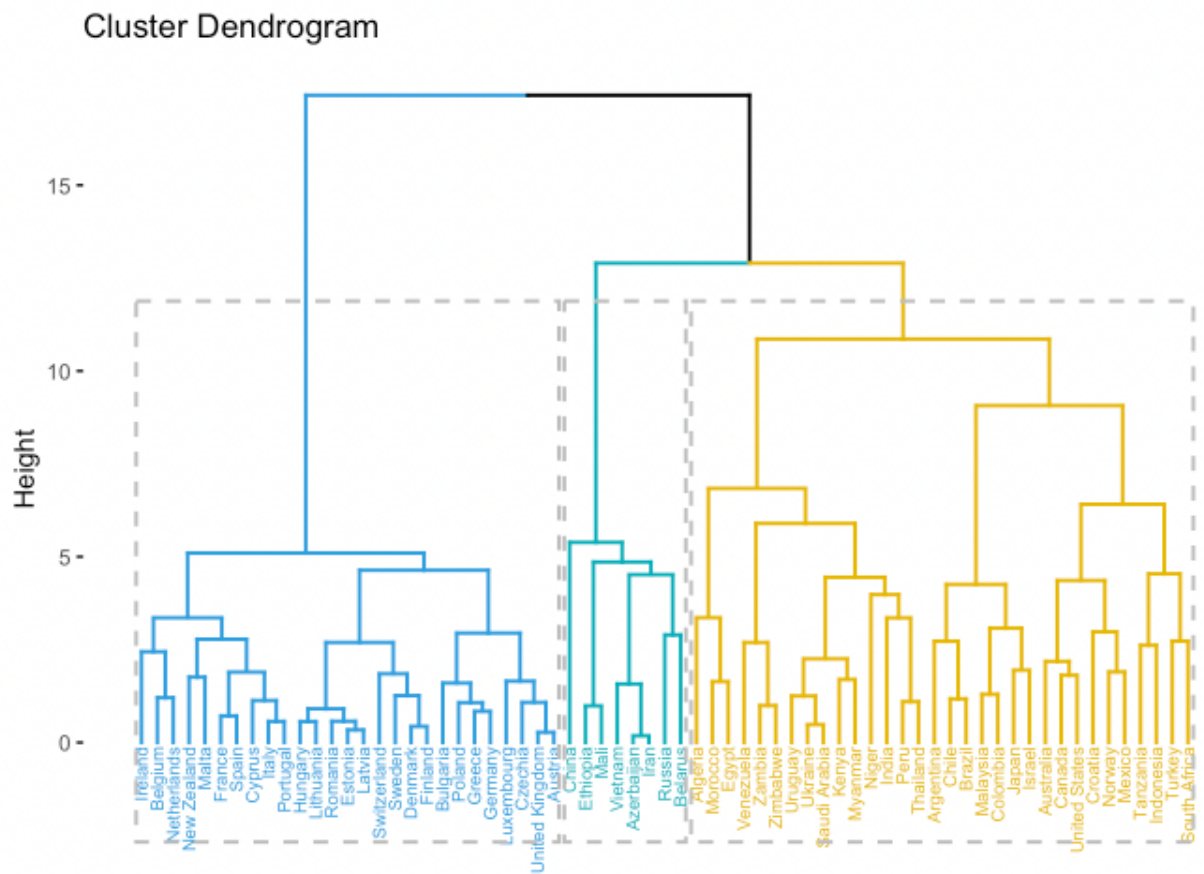 Cluster Dendrogram
Height
15
10
5
0
Ireland
Belgium
Netherlands
New Zealand
Malta
France
Spain
Cyprus
Italy
Portugal
Hungary
Lithuania
Romania
Estonia
Latvia
Switzerland
Sweden
Denmark
Finland
Bulgaria
Poland
Greece
Germany
Luxembourg
Czechia
United Kingdom
Austria
China
Ethiopia
Mali
Vietnam
Azerbaijan
Iran
Russia
Belarus
Algeria
Morocco
Egypt
Venezuela
Zambia
Zimbabwe
Uruguay
Ukraine
Saudi Arabia
Kenya
Myanmar
Niger
India
Peru
Thailand
Argentina
Chile
Brazil
Malaysia
Colombia
Japan
Israel
Australia
Canada
United States
Croatia
Norway
Mexico
Tanzania
Indonesia
Turkey
South Africa